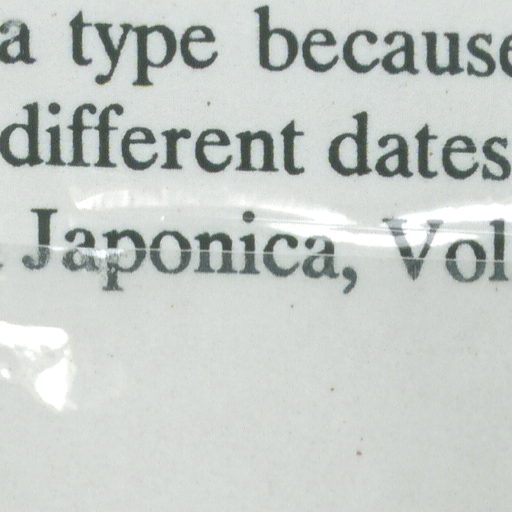 a type because
different dates
Japonica, Vol